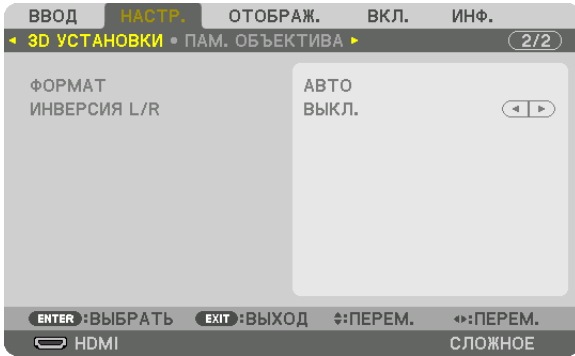 ВВОД НАСТР. ОТОБРАЖ. ВКЛ. ИНФ.
3D УСТАНОВКИ • ПАМ. ОБЪЕКТИВА 2/2
ФОРМАТ АВТО
ИНВЕРСИЯ L/R ВЫКЛ.
ENTER :ВЫБРАТЬ EXIT :ВЫХОД :ПЕРЕМ. :ПЕРЕМ.
HDMI СЛОЖНОЕ